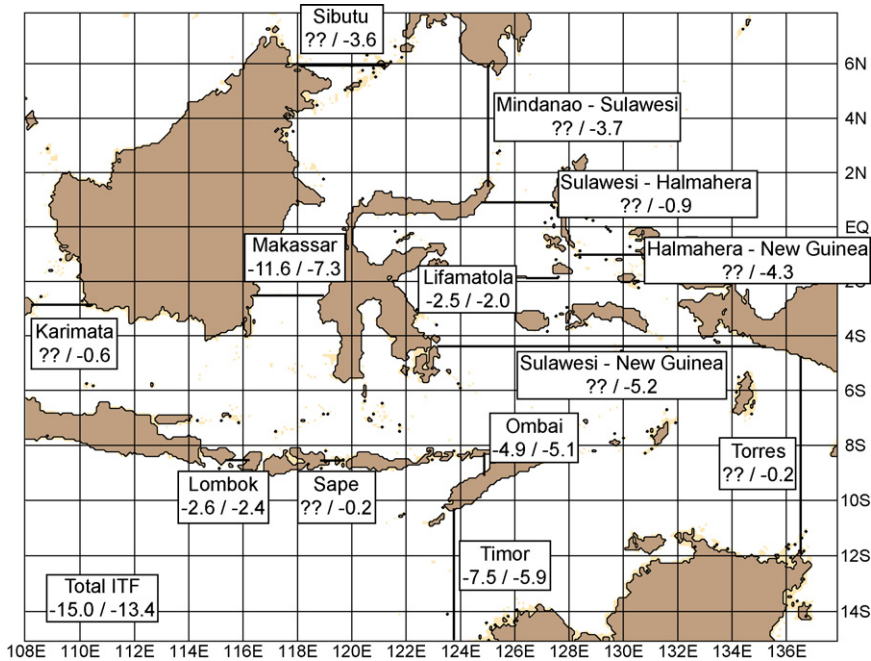 Sibutu
?? / -3.6
6N
Mindanao - Sulawesi
?? / -3.7
4N
2N
Sulawesi - Halmahera
?? / -0.9
EQ
Makassar
-11.6 / -7.3
Halmahera - New Guinea
?? / -4.3
Lifamatola
-2.5 / -2.0
Karimata
?? / -0.6
4S
Sulawesi - New Guinea
?? / -5.2
6S
Ombai
-4.9 / -5.1
8S
Torres
?? / -0.2
Lombok
-2.6 / -2.4
Sape
?? / -0.2
10S
Timor
-7.5 / -5.9
12S
Total ITF
-15.0 / -13.4
14S
108E 110E 112E 114E 116E 118E 120E 122E 124E 126E 128E 130E 132E 134E 136E